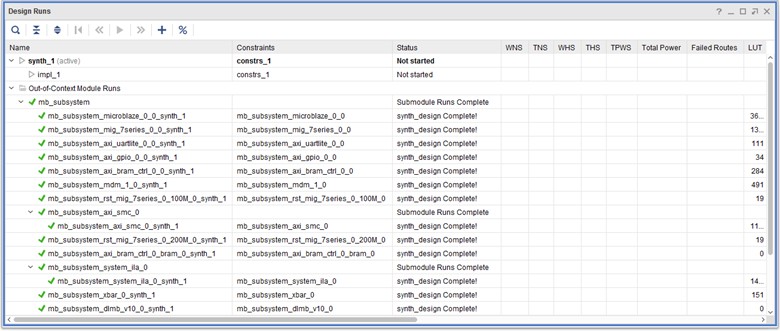 Design Runs
Name Constraints Status WNS TNS WHS THS TPWS Total Power Failed Routes LUT
synth_1 (active) constrs_1 Not started
impl_1 constrs_1 Not started
Out-of-Context Module Runs
mb_subsystem Submodule Runs Complete
mb_subsystem_microblaze_0_0_synth_1 mb_subsystem_microblaze_0_0 synth_design Complete! 36...
mb_subsystem_mig_7series_0_0_synth_1 mb_subsystem_mig_7series_0_0 synth_design Complete! 13...
mb_subsystem_axi_uartlite_0_0_synth_1 mb_subsystem_axi_uartlite_0_0 synth_design Complete! 111
mb_subsystem_axi_gpio_0_0_synth_1 mb_subsystem_axi_gpio_0_0 synth_design Complete! 34
mb_subsystem_axi_bram_ctrl_0_0_synth_1 mb_subsystem_axi_bram_ctrl_0_0 synth_design Complete! 284
mb_subsystem_mdm_1_0_synth_1 mb_subsystem_mdm_1_0 synth_design Complete! 491
mb_subsystem_rst_mig_7series_0_100M_0_synth_1 mb_subsystem_rst_mig_7series_0_100M_0 synth_design Complete! 19
mb_subsystem_axi_smc_0 Submodule Runs Complete
mb_subsystem_axi_smc_0_synth_1 mb_subsystem_axi_smc_0 synth_design Complete! 11...
mb_subsystem_rst_mig_7series_0_200M_0_synth_1 mb_subsystem_rst_mig_7series_0_200M_0 synth_design Complete! 19
mb_subsystem_axi_bram_ctrl_0_bram_0_synth_1 mb_subsystem_axi_bram_ctrl_0_bram_0 synth_design Complete! 0
mb_subsystem_system_ila_0 Submodule Runs Complete
mb_subsystem_system_ila_0_synth_1 mb_subsystem_system_ila_0 synth_design Complete! 14...
mb_subsystem_xbar_0_synth_1 mb_subsystem_xbar_0 synth_design Complete! 151
mb_subsystem_dlmb_v10_0_synth_1 mb_subsystem_dlmb_v10_0 synth_design Complete! 0